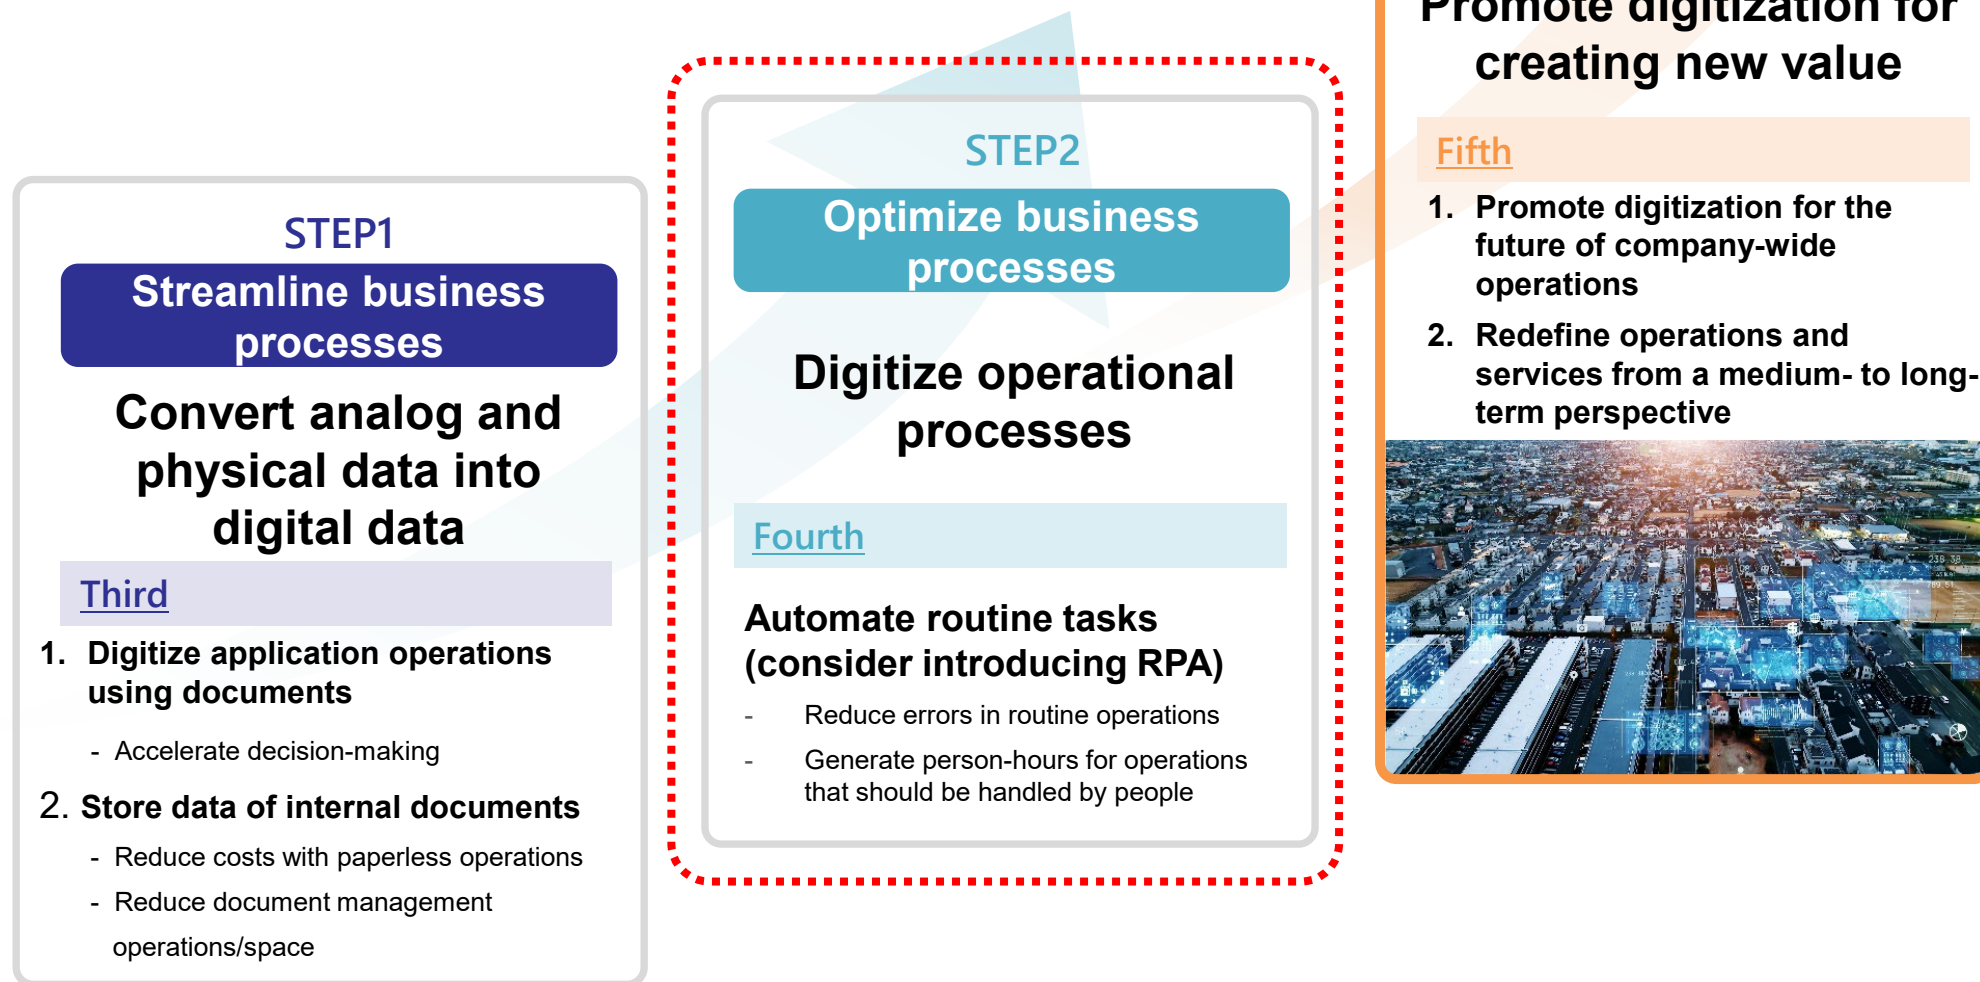 STEP1
Streamline business
processes
Convert analog and
physical data into
digital data
Third
1. Digitize application operations
using documents
- Accelerate decision-making
2. Store data of internal documents
- Reduce costs with paperless operations
- Reduce document management
operations/space
STEP2
Optimize business
processes
Digitize operational
processes
Fourth
Automate routine tasks
(consider introducing RPA)
- Reduce errors in routine operations
- Generate person-hours for operations
that should be handled by people
Promote digitization for
creating new value
Fifth
1. Promote digitization for the
future of company-wide
operations
2. Redefine operations and
services from a medium- to long-
term perspective